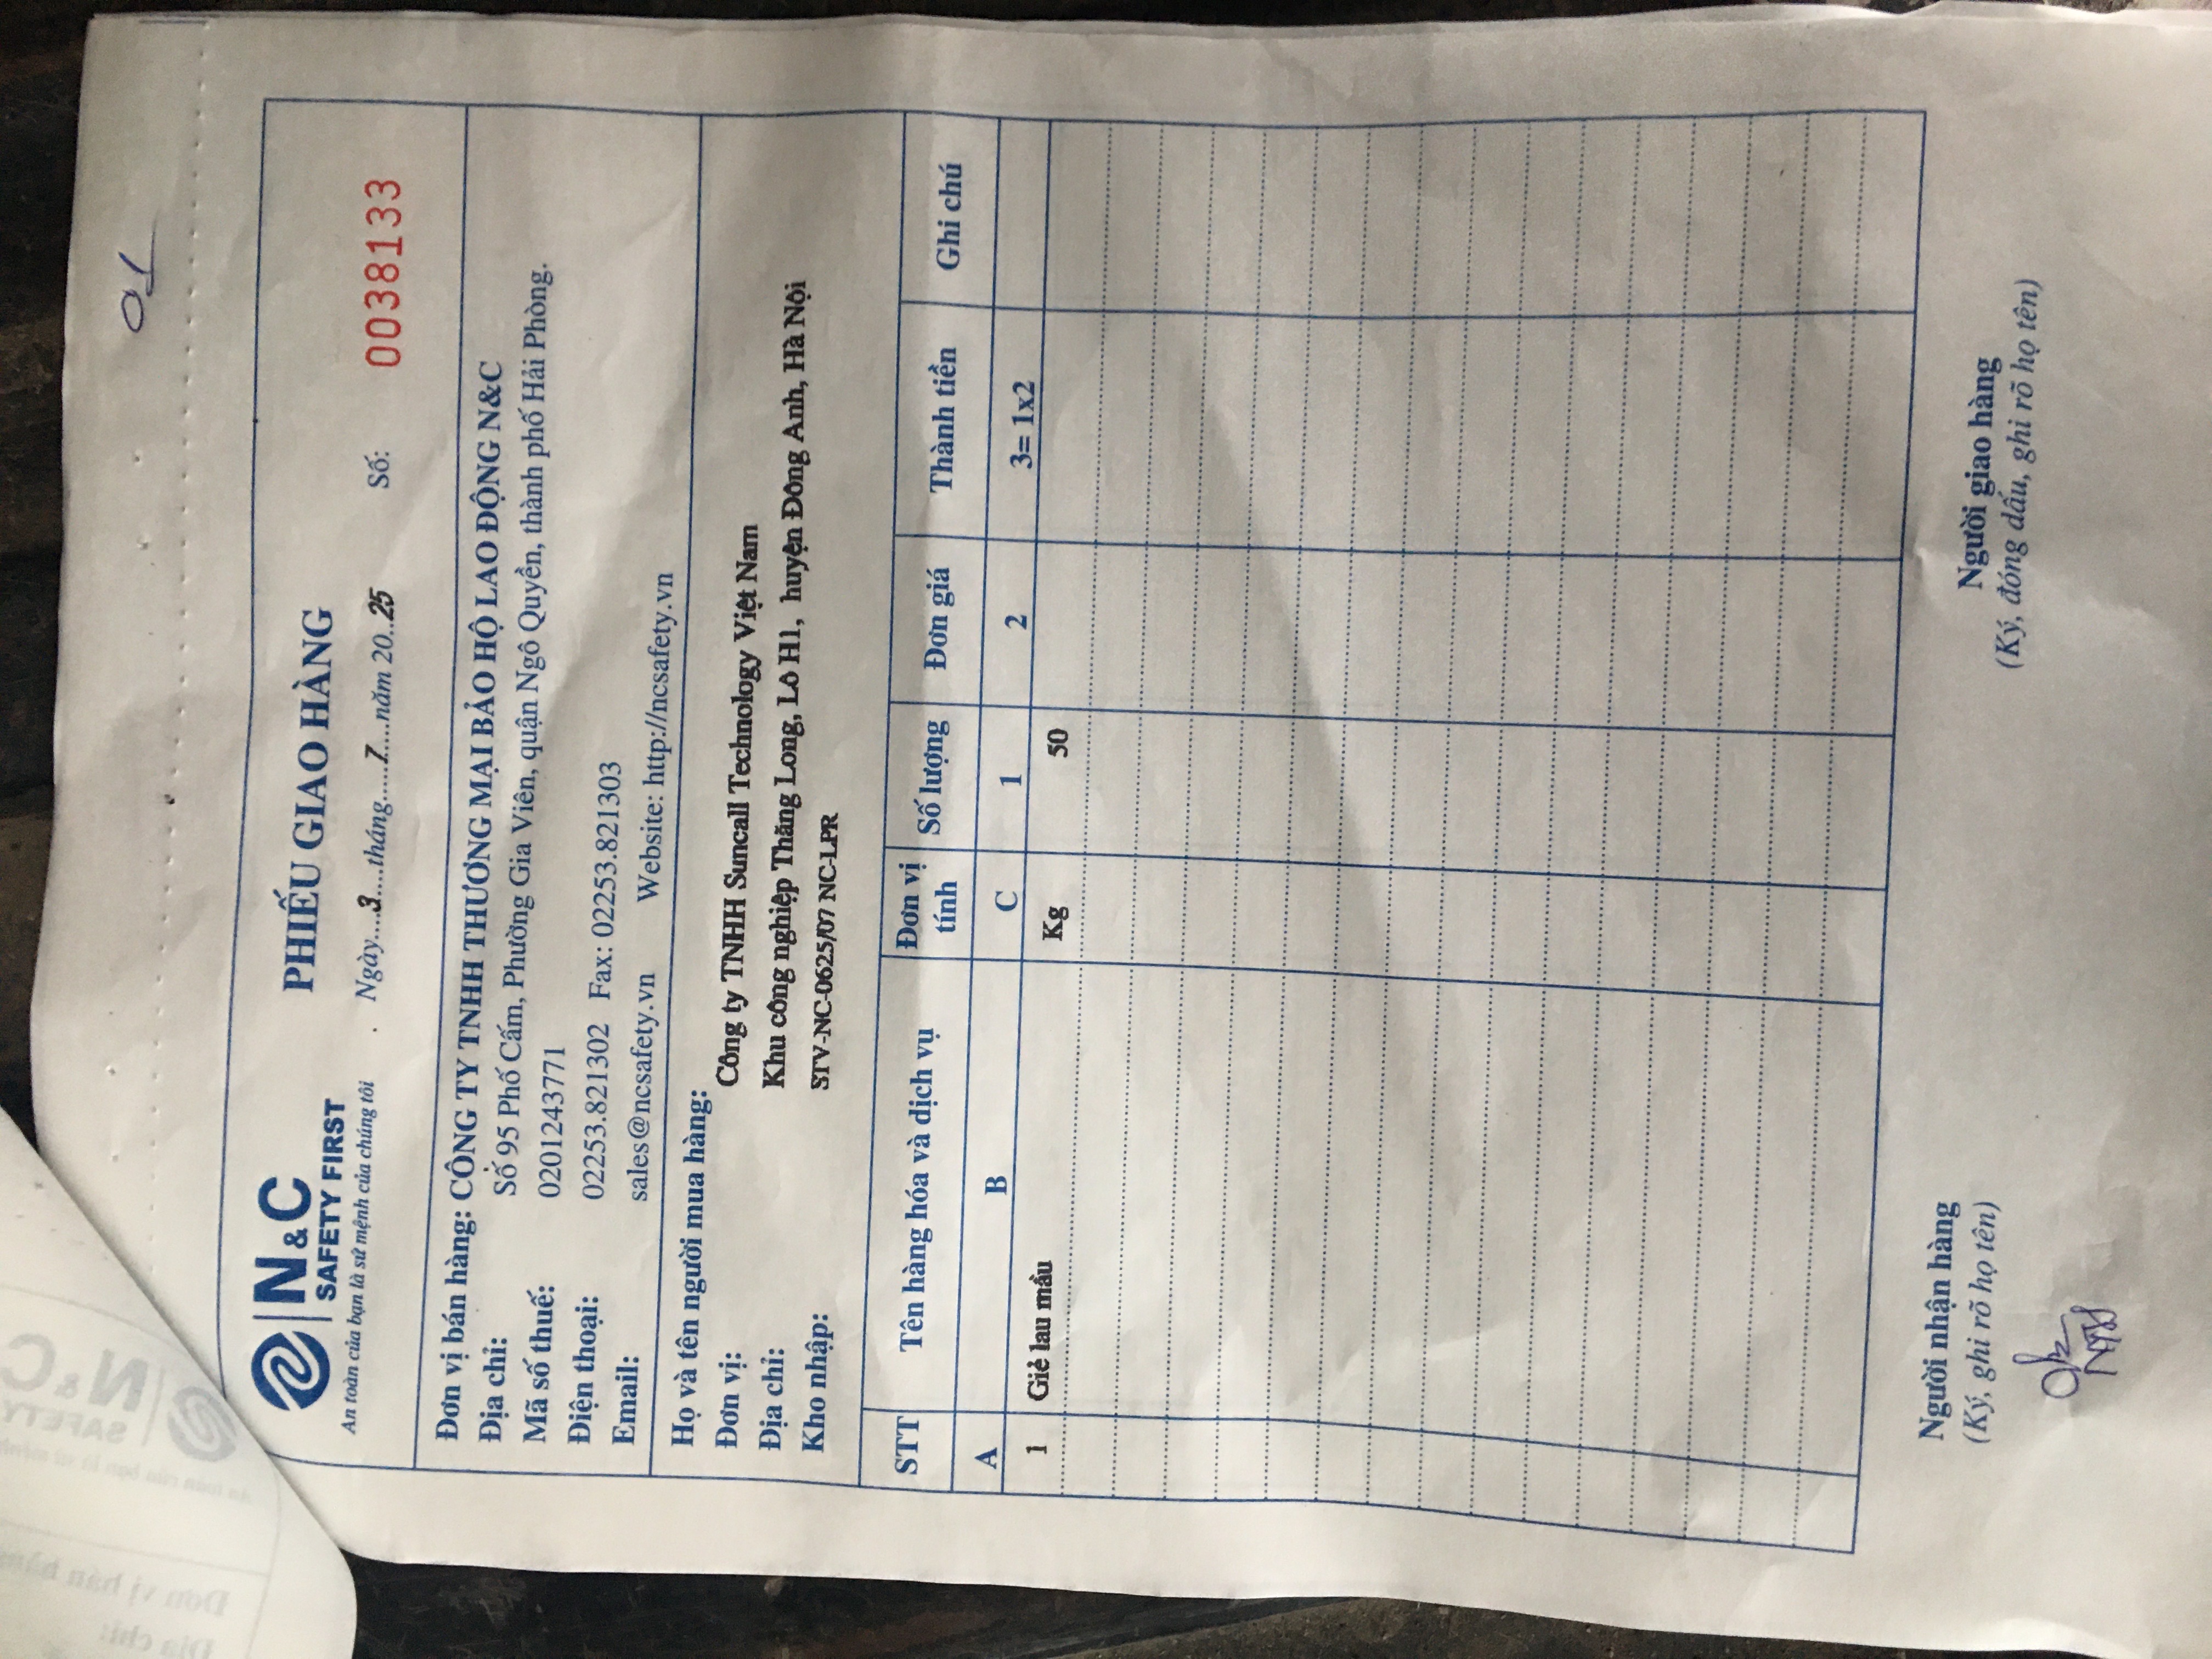 01
N&C
SAFETY FIRST
An toàn của bạn là sứ mệnh của chúng tôi
PHIẾU GIAO HÀNG
Ngày....3....tháng.....7....năm 20..25
Số: 0038133
Đơn vị bán hàng: CÔNG TY TNHH THƯƠNG MẠI BẢO HỘ LAO ĐỘNG N&C
Địa chỉ: Số 95 Phố Cấm, Phường Gia Viên, quận Ngô Quyền, thành phố Hải Phòng.
Mã số thuế: 0201243771
Điện thoại: 02253.821302 Fax: 02253.821303
Email: sales@ncsafety.vn Website: http://ncsafety.vn
Họ và tên người mua hàng:
Đơn vị: Công ty TNHH Suncall Technology Việt Nam
Địa chỉ: Khu công nghiệp Thăng Long, Lô H1, huyện Đông Anh, Hà Nội
Kho nhập: STV-NC-0625/07 NC-LPR
STT Tên hàng hóa và dịch vụ Đơn vị tính Số lượng Đơn giá Thành tiền Ghi chú
A B C 1 2 3= 1x2
1 Giẻ lau mầu Kg 50
Người nhận hàng Người giao hàng
(Ký, ghi rõ họ tên) (Ký, đóng dấu, ghi rõ họ tên)
N&C
SAFETY
Đơn vị bán hàng
Địa chỉ: